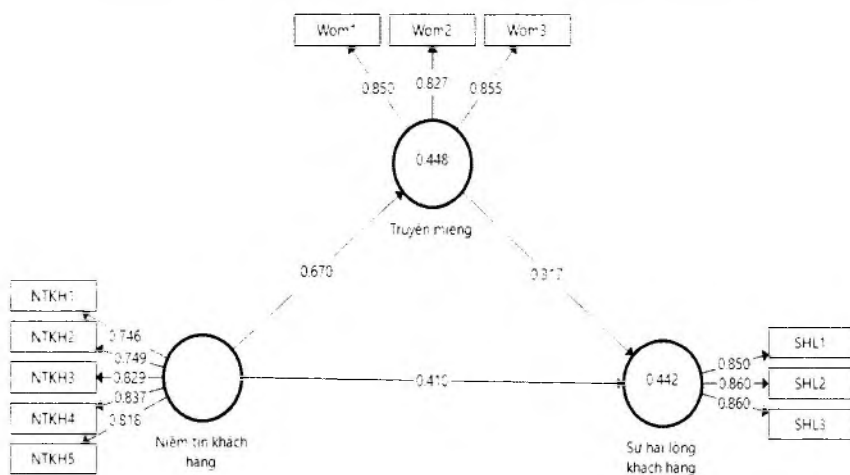 Wom1 Wom2 Wom3
0.850 0.827 0.855
0.448
Truyền miệng
0.670
0.317
NTKH1
NTKH2
NTKH3
NTKH4
NTKH5
0.746
0.749
0.829
0.837
0.818
Niềm tin khách
hàng
0.410
0.442
Sự hài lòng
khách hàng
0.850
0.860
0.860
SHL1
SHL2
SHL3